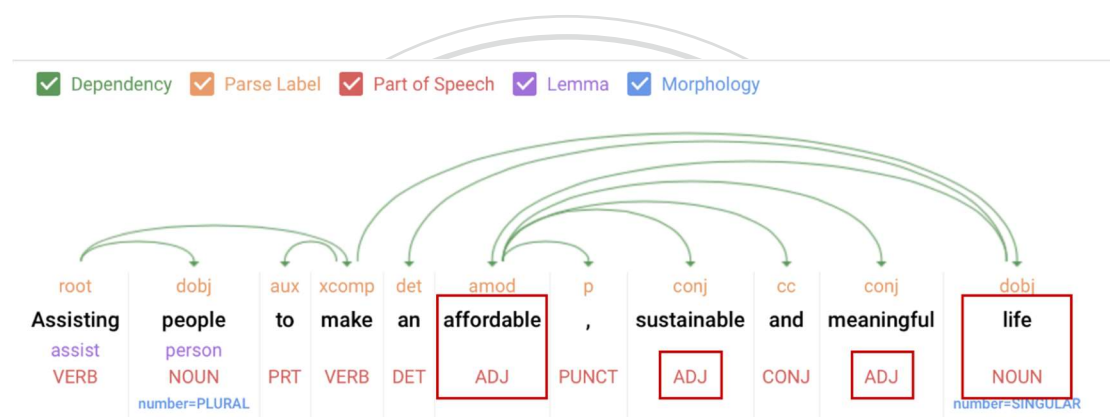 Dependency Parse Label Part of Speech Lemma Morphology
root dobj aux xcomp det amod p conj cc conj dobj
Assisting people to make an affordable , sustainable and meaningful life
assist person
VERB NOUN PRT VERB DET ADJ PUNCT ADJ CONJ ADJ NOUN
number=PLURAL number=SINGULAR